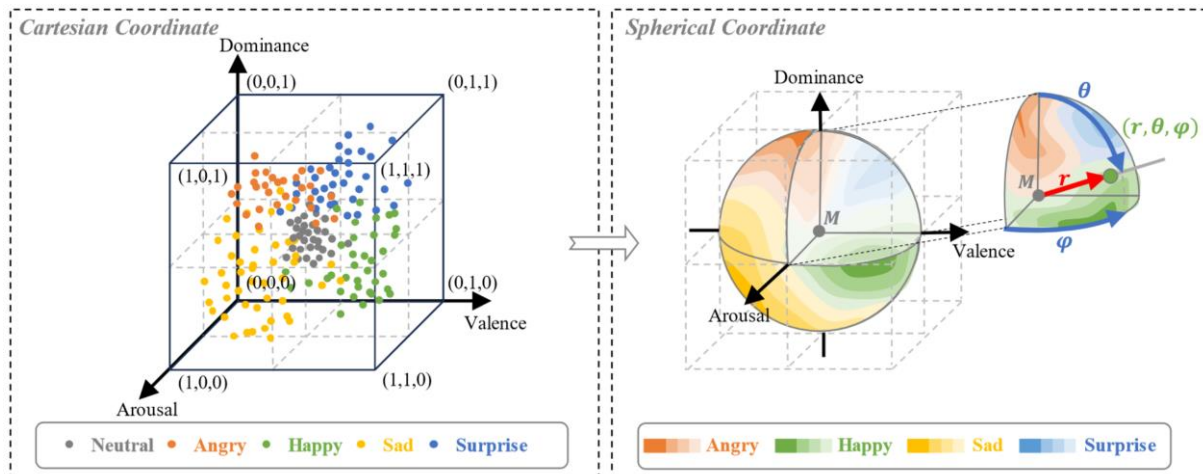 Cartesian Coordinate
Dominance
(0,0,1)
(0,1,1)
(1,0,1)
(1,1,1)
(0,0,0)
(0,1,0)
Valence
(1,0,0)
(1,1,0)
Arousal
Neutral Angry Happy Sad Surprise
Spherical Coordinate
Dominance
θ
(r, θ, φ)
M
r
M
Valence
φ
Arousal
Angry Happy Sad Surprise